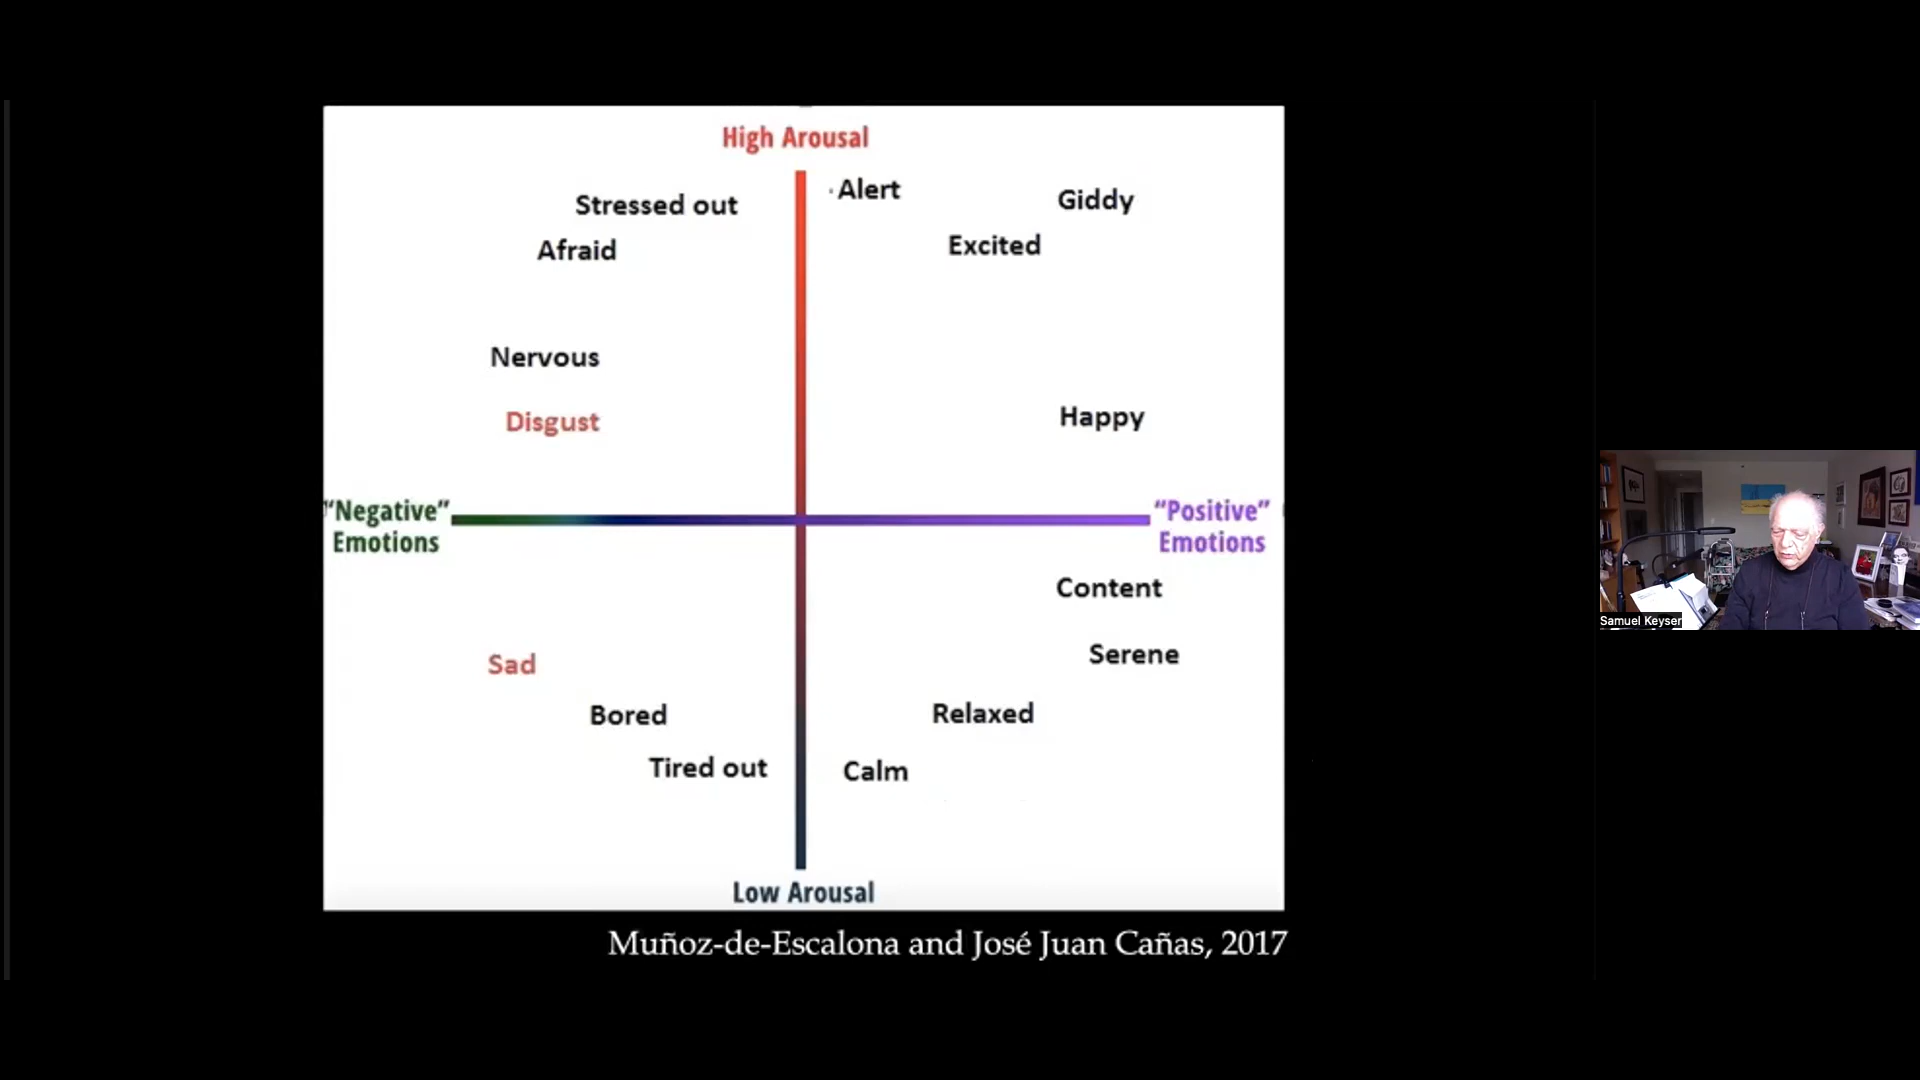 High Arousal
Alert
Giddy
Stressed out
Excited
Afraid
Nervous
Disgust
Happy
“Negative”
Emotions
“Positive”
Emotions
Content
Serene
Sad
Bored
Relaxed
Tired out
Calm
Low Arousal
Muñoz-de-Escalona and José Juan Cañas, 2017
Samuel Keyser